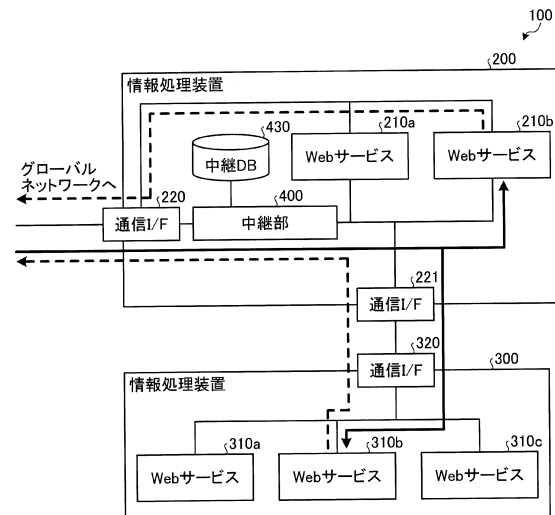 100
200
情報処理装置
430
210a
210b
中継DB
Webサービス
Webサービス
グローバル
ネットワークへ
220
400
通信I/F
中継部
221
通信I/F
320
通信I/F
300
情報処理装置
310a
310b
310c
Webサービス
Webサービス
Webサービス